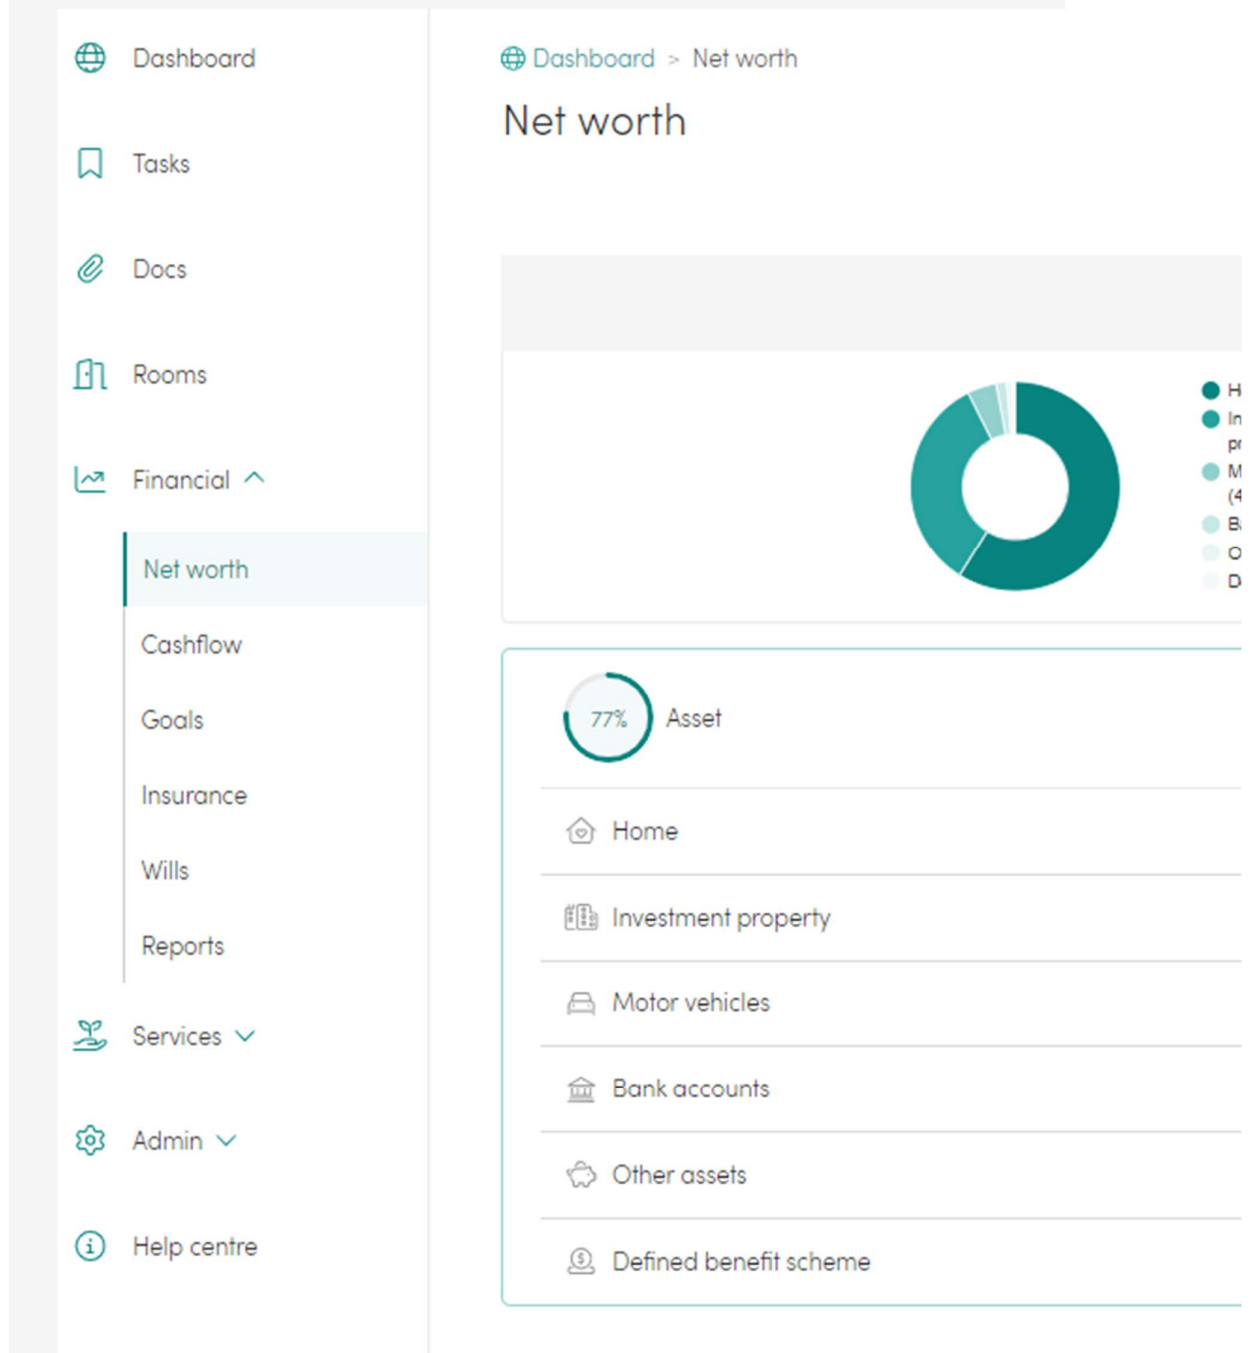 Dashboard
Tasks
Docs
Rooms
Financial
Net worth
Cashflow
Goals
Insurance
Wills
Reports
Services
Admin
Help centre
Dashboard > Net worth
Net worth
77% Asset
Home
Investment property
Motor vehicles
Bank accounts
Other assets
Defined benefit scheme